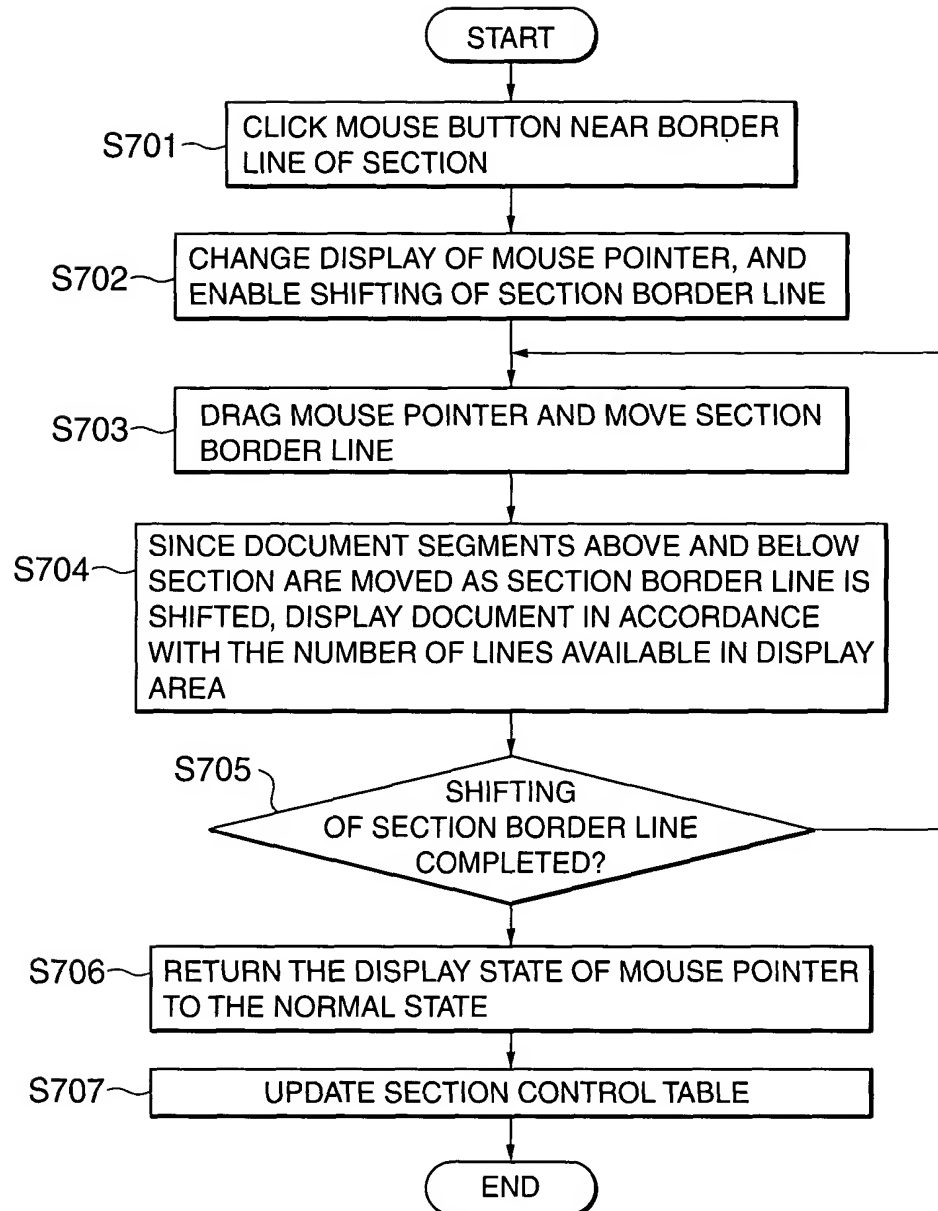 START
S701
CLICK MOUSE BUTTON NEAR BORDER
LINE OF SECTION
S702
CHANGE DISPLAY OF MOUSE POINTER, AND
ENABLE SHIFTING OF SECTION BORDER LINE
S703
DRAG MOUSE POINTER AND MOVE SECTION
BORDER LINE
S704
SINCE DOCUMENT SEGMENTS ABOVE AND BELOW
SECTION ARE MOVED AS SECTION BORDER LINE IS
SHIFTED, DISPLAY DOCUMENT IN ACCORDANCE
WITH THE NUMBER OF LINES AVAILABLE IN DISPLAY
AREA
S705
SHIFTING
OF SECTION BORDER LINE
COMPLETED?
S706
RETURN THE DISPLAY STATE OF MOUSE POINTER
TO THE NORMAL STATE
S707
UPDATE SECTION CONTROL TABLE
END